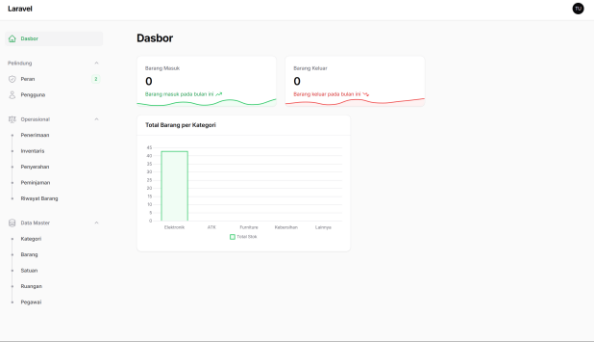 Laravel
TU
Dasbor
Pelindung
Peran
2
Pengguna
Operasional
Penerimaan
Inventaris
Penyerahan
Peminjaman
Riwayat Barang
Data Master
Kategori
Barang
Satuan
Ruangan
Pegawai
Dasbor
Barang Masuk
0
Barang masuk pada bulan ini
Barang Keluar
0
Barang keluar pada bulan ini
Total Barang per Kategori
45
40
35
30
25
20
15
10
5
0
Elektronik ATK Furniture Kebersihan Lainnya
Total Stok